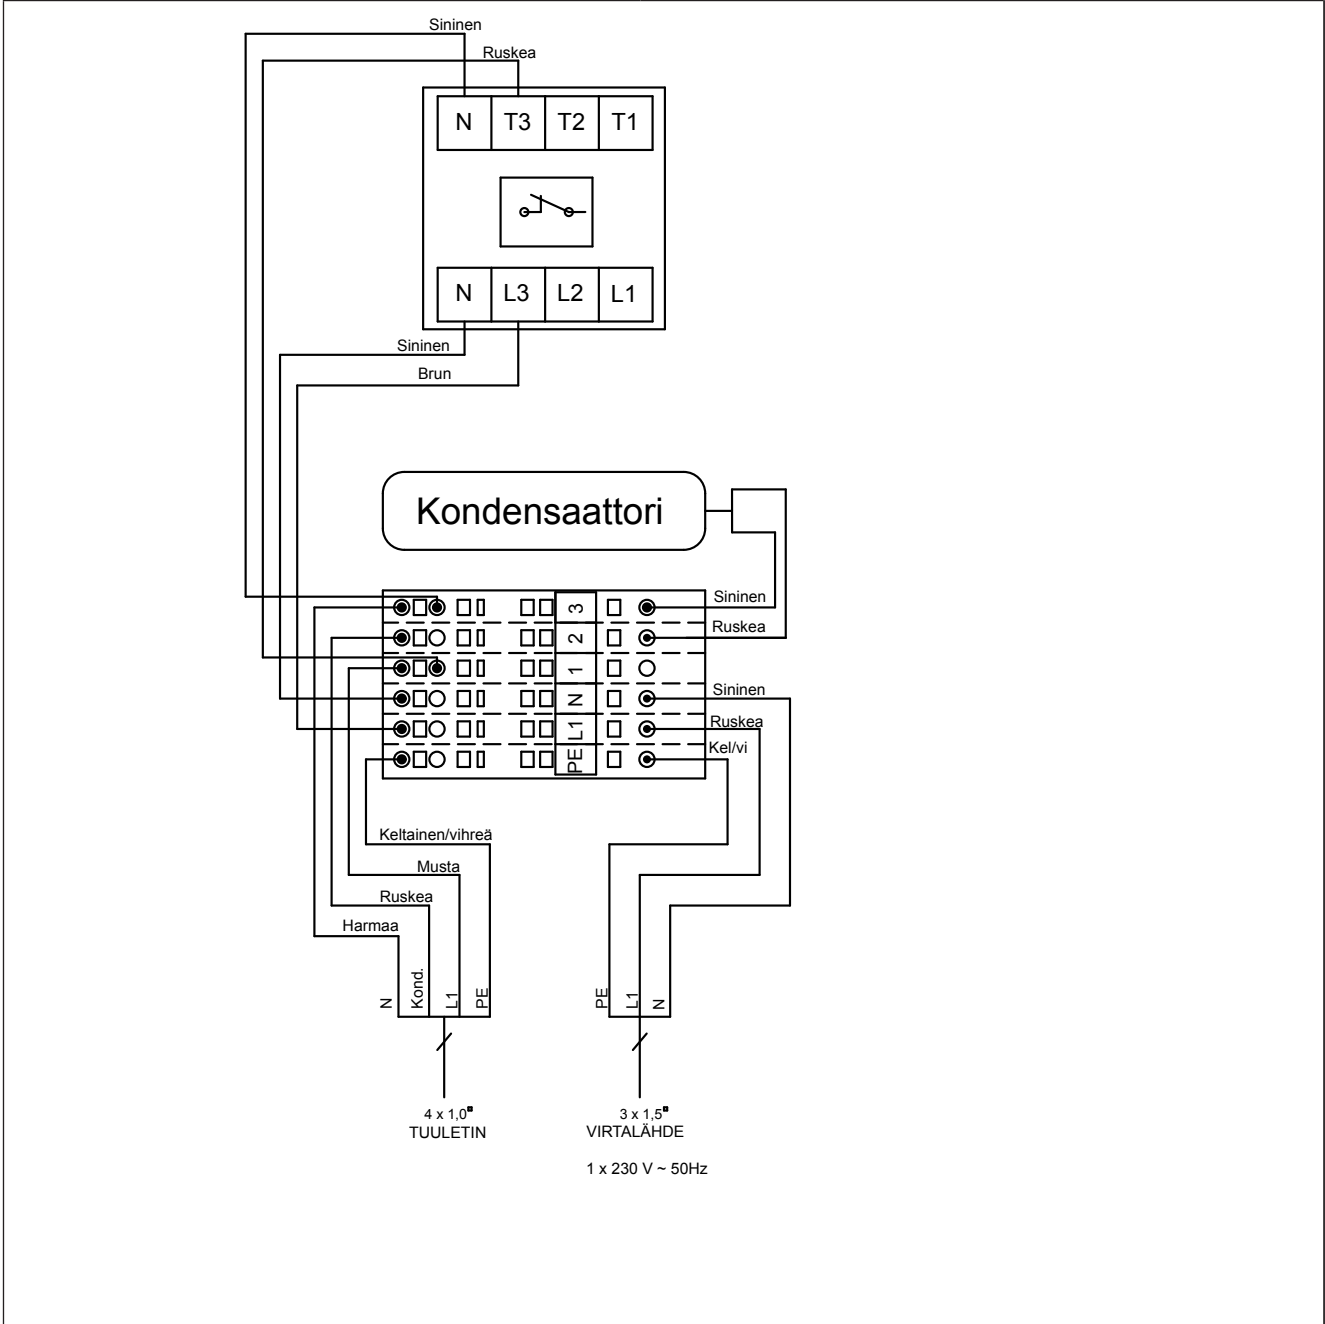 Sininen
Ruskea
N T3 T2 T1
N L3 L2 L1
Sininen
Brun
Kondensaattori
3 Sininen
2 Ruskea
1
N Sininen
L1 Ruskea
PE Kel/vi
Keltainen/vihreä
Musta
Ruskea
Harmaa
N Kond. L1 PE
PE L1 N
4 x 1,0¤
TUULETIN
3 x 1,5¤
VIRTALÄHDE
1 x 230 V ~ 50Hz